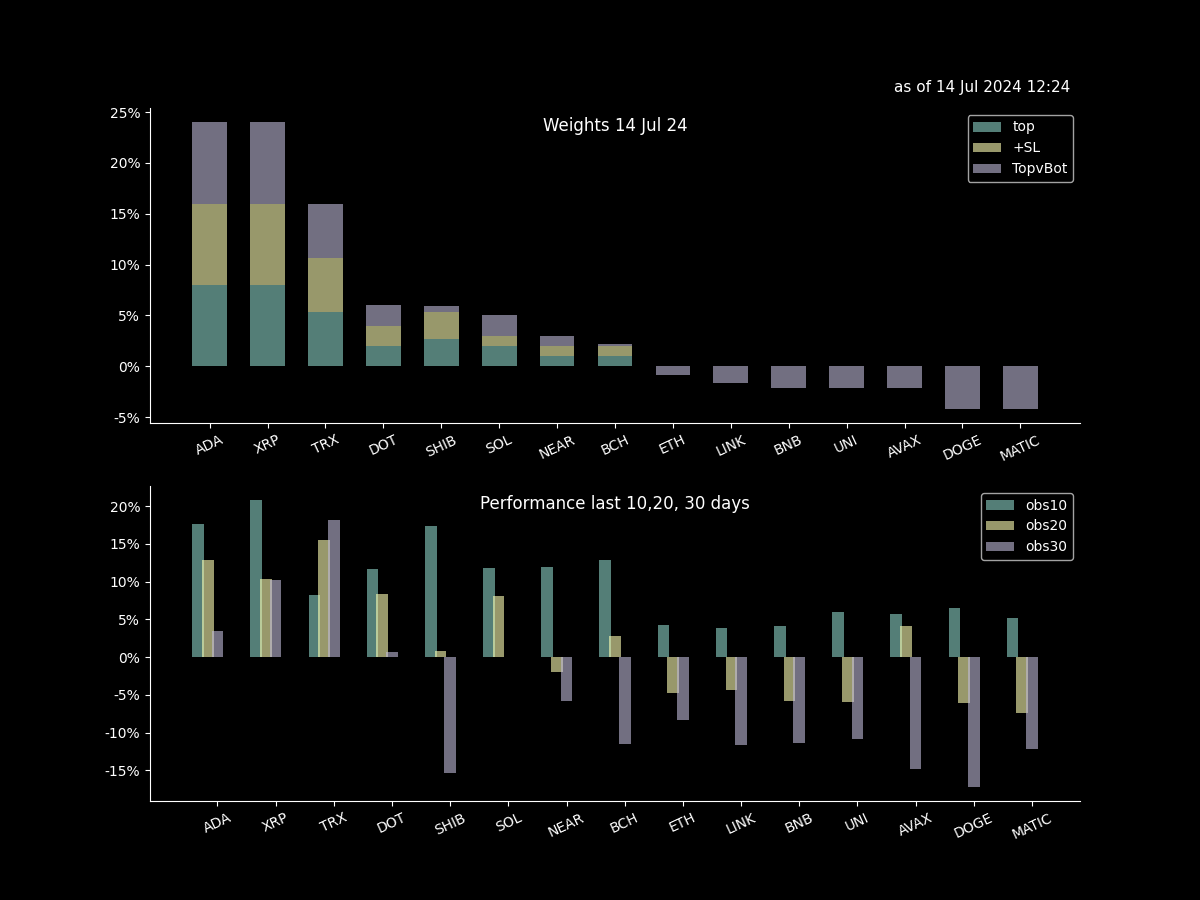 as of 14 Jul 2024 12:24
Weights 14 Jul 24
top
+SL
TopvBot
25%
20%
15%
10%
5%
0%
-5%
ADA XRP TRX DOT SHIB SOL NEAR BCH ETH LINK BNB UNI AVAX DOGE MATIC
Performance last 10,20, 30 days
obs10
obs20
obs30
20%
15%
10%
5%
0%
-5%
-10%
-15%
ADA XRP TRX DOT SHIB SOL NEAR BCH ETH LINK BNB UNI AVAX DOGE MATIC